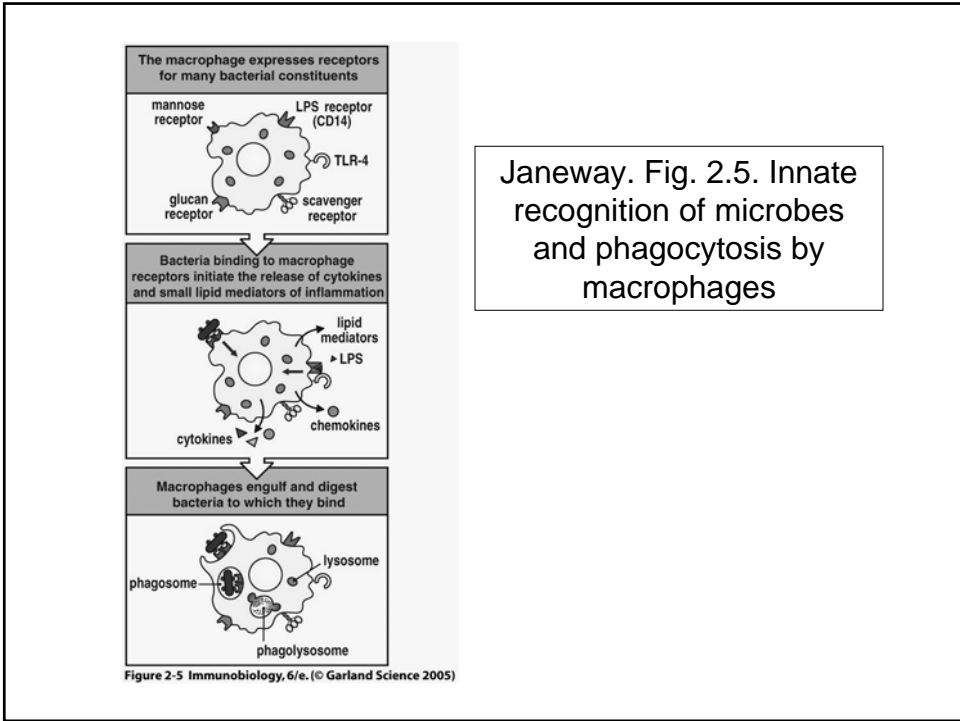 The macrophage expresses receptors
for many bacterial constituents
mannose
receptor
LPS receptor
(CD14)
TLR-4
glucan
receptor
scavenger
receptor
Bacteria binding to macrophage
receptors initiate the release of cytokines
and small lipid mediators of inflammation
lipid
mediators
LPS
chemokines
cytokines
Macrophages engulf and digest
bacteria to which they bind
lysosome
phagosome
phagolysosome
Figure 2-5 Immunobiology, 6/e. (© Garland Science 2005)
Janeway. Fig. 2.5. Innate
recognition of microbes
and phagocytosis by
macrophages